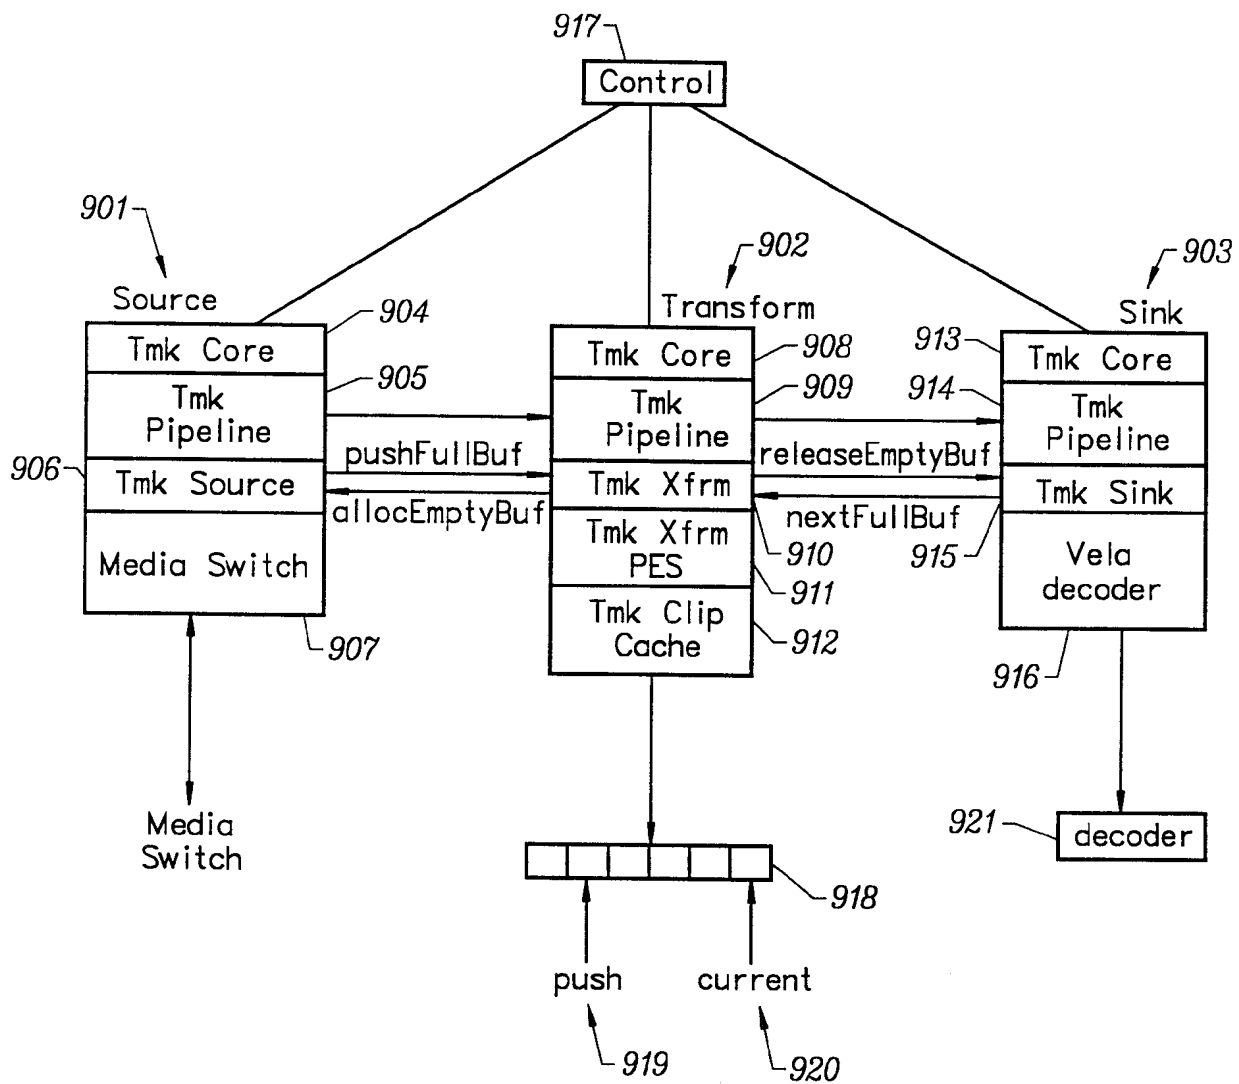 917
Control
901
Source
902
Transform
903
Sink
904
Tmk Core
905
Tmk
Pipeline
906
Tmk Source
Media Switch
907
pushFullBuf
allocEmptyBuf
908
Tmk Core
909
Tmk
Pipeline
Tmk Xfrm
910
Tmk Xfrm
PES
911
Tmk Clip
Cache
912
releaseEmptyBuf
nextFullBuf
913
Tmk Core
914
Tmk
Pipeline
Tmk Sink
915
Vela
decoder
916
Media
Switch
921
decoder
918
push
current
919
920